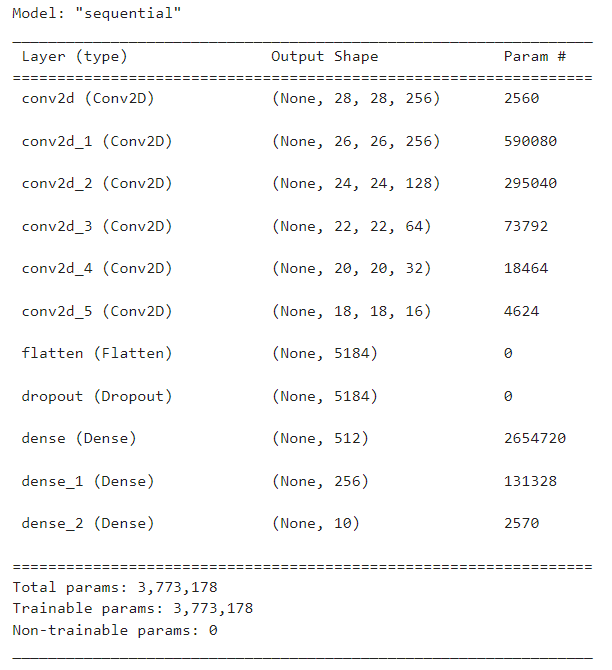 Model: "sequential"
_________________________________________________________________
Layer (type)                Output Shape              Param #
=================================================================
conv2d (Conv2D)             (None, 28, 28, 256)       2560
conv2d_1 (Conv2D)           (None, 26, 26, 256)       590080
conv2d_2 (Conv2D)           (None, 24, 24, 128)       295040
conv2d_3 (Conv2D)           (None, 22, 22, 64)        73792
conv2d_4 (Conv2D)           (None, 20, 20, 32)        18464
conv2d_5 (Conv2D)           (None, 18, 18, 16)        4624
flatten (Flatten)           (None, 5184)              0
dropout (Dropout)           (None, 5184)              0
dense (Dense)               (None, 512)               2654720
dense_1 (Dense)             (None, 256)               131328
dense_2 (Dense)             (None, 10)                2570
=================================================================
Total params: 3,773,178
Trainable params: 3,773,178
Non-trainable params: 0
_________________________________________________________________